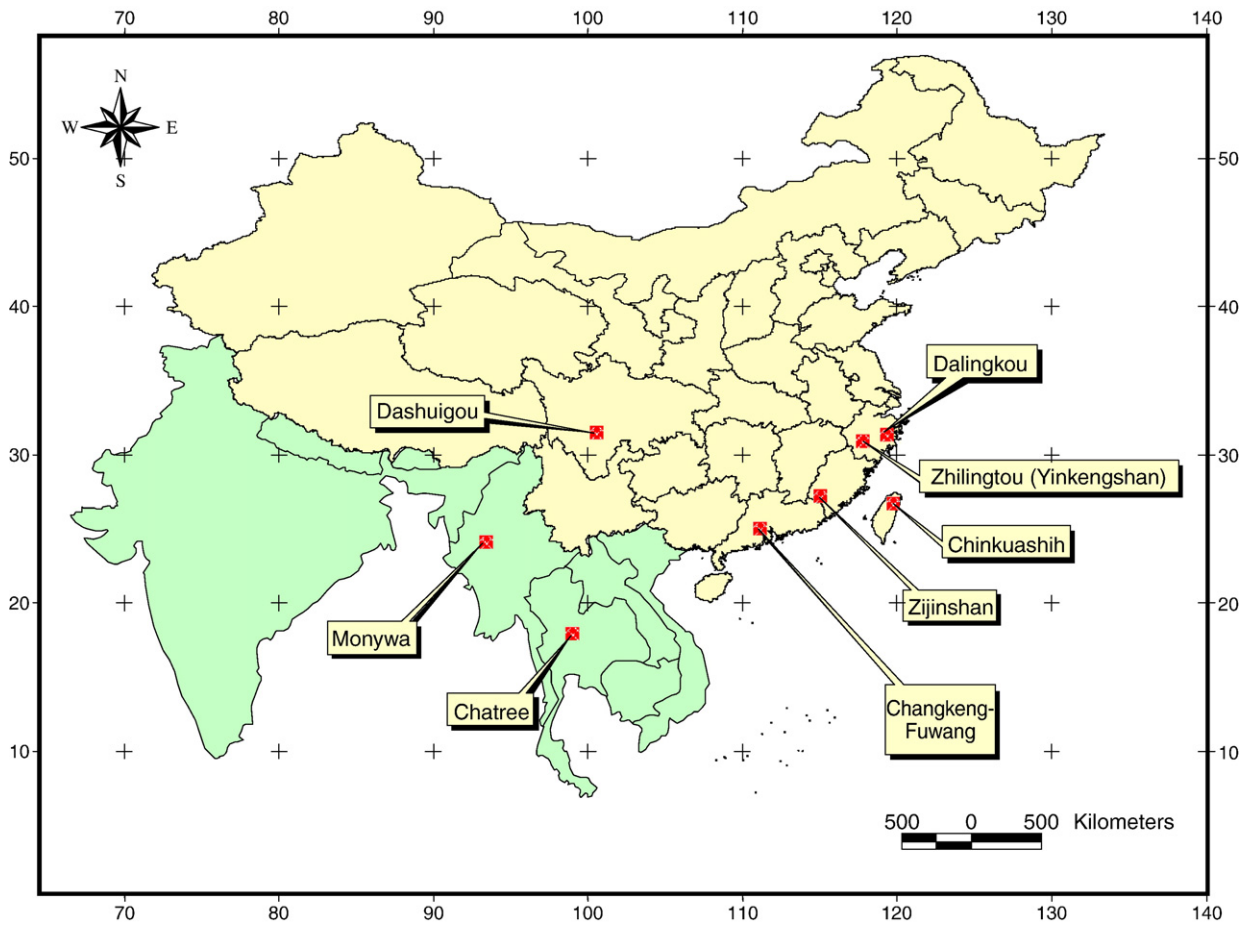 70 80 90 100 110 120 130 140
N
W E
S
50 50
40 40
Dalingkou
Dashuigou
30 30
Zhilingtou (Yinkengshan)
Chinkuashih
Zijinshan
20 20
Monywa
Chatree
Changkeng-
Fuwang
10 10
500 0 500 Kilometers
70 80 90 100 110 120 130 140